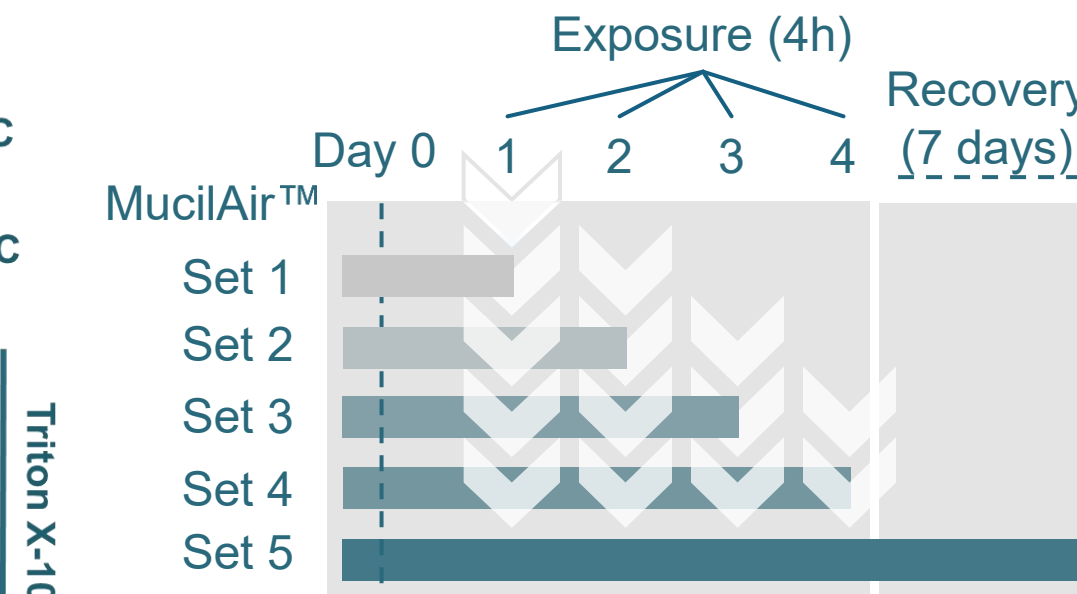 Exposure (4h)
Recovery
(7 days)
Day 0 1 2 3 4
MucilAir™
Set 1
Set 2
Set 3
Set 4
Set 5
C
C
Triton X-10